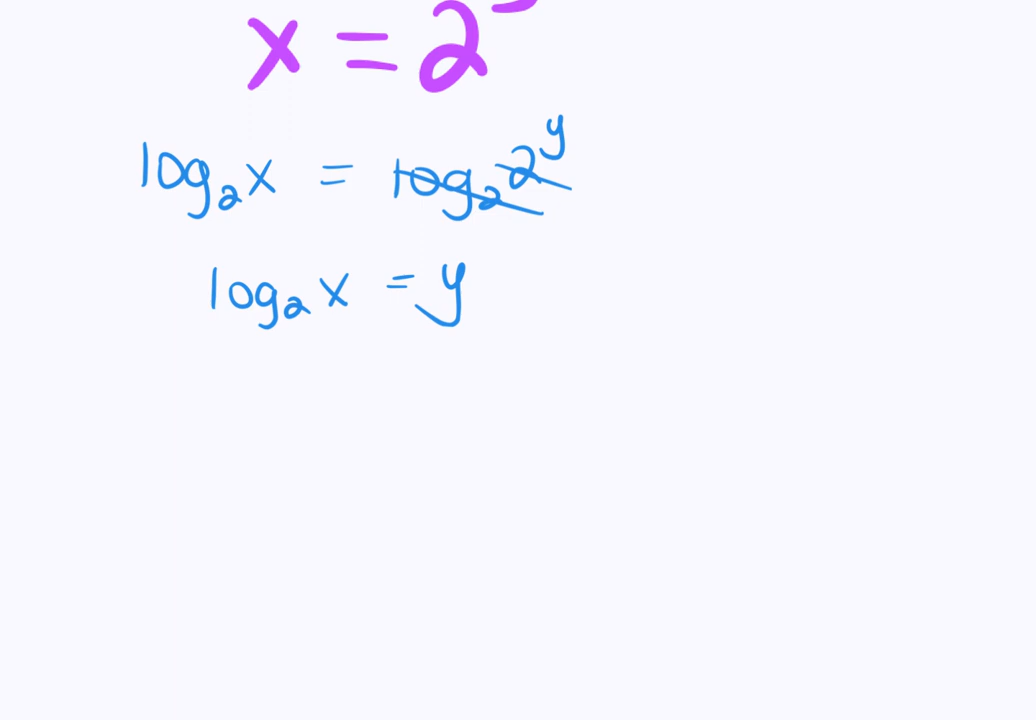 x = 2
log₂x = log₂2^y
log₂x = y